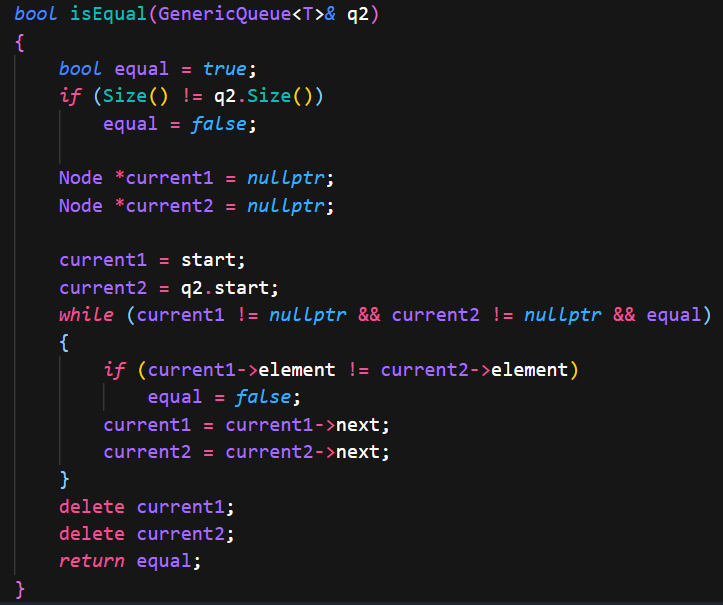 bool isEqual(GenericQueue<T>& q2)
{
    bool equal = true;
    if (Size() != q2.Size())
        equal = false;

    Node *current1 = nullptr;
    Node *current2 = nullptr;

    current1 = start;
    current2 = q2.start;
    while (current1 != nullptr && current2 != nullptr && equal)
    {
        if (current1->element != current2->element)
            equal = false;
        current1 = current1->next;
        current2 = current2->next;
    }
    delete current1;
    delete current2;
    return equal;
}